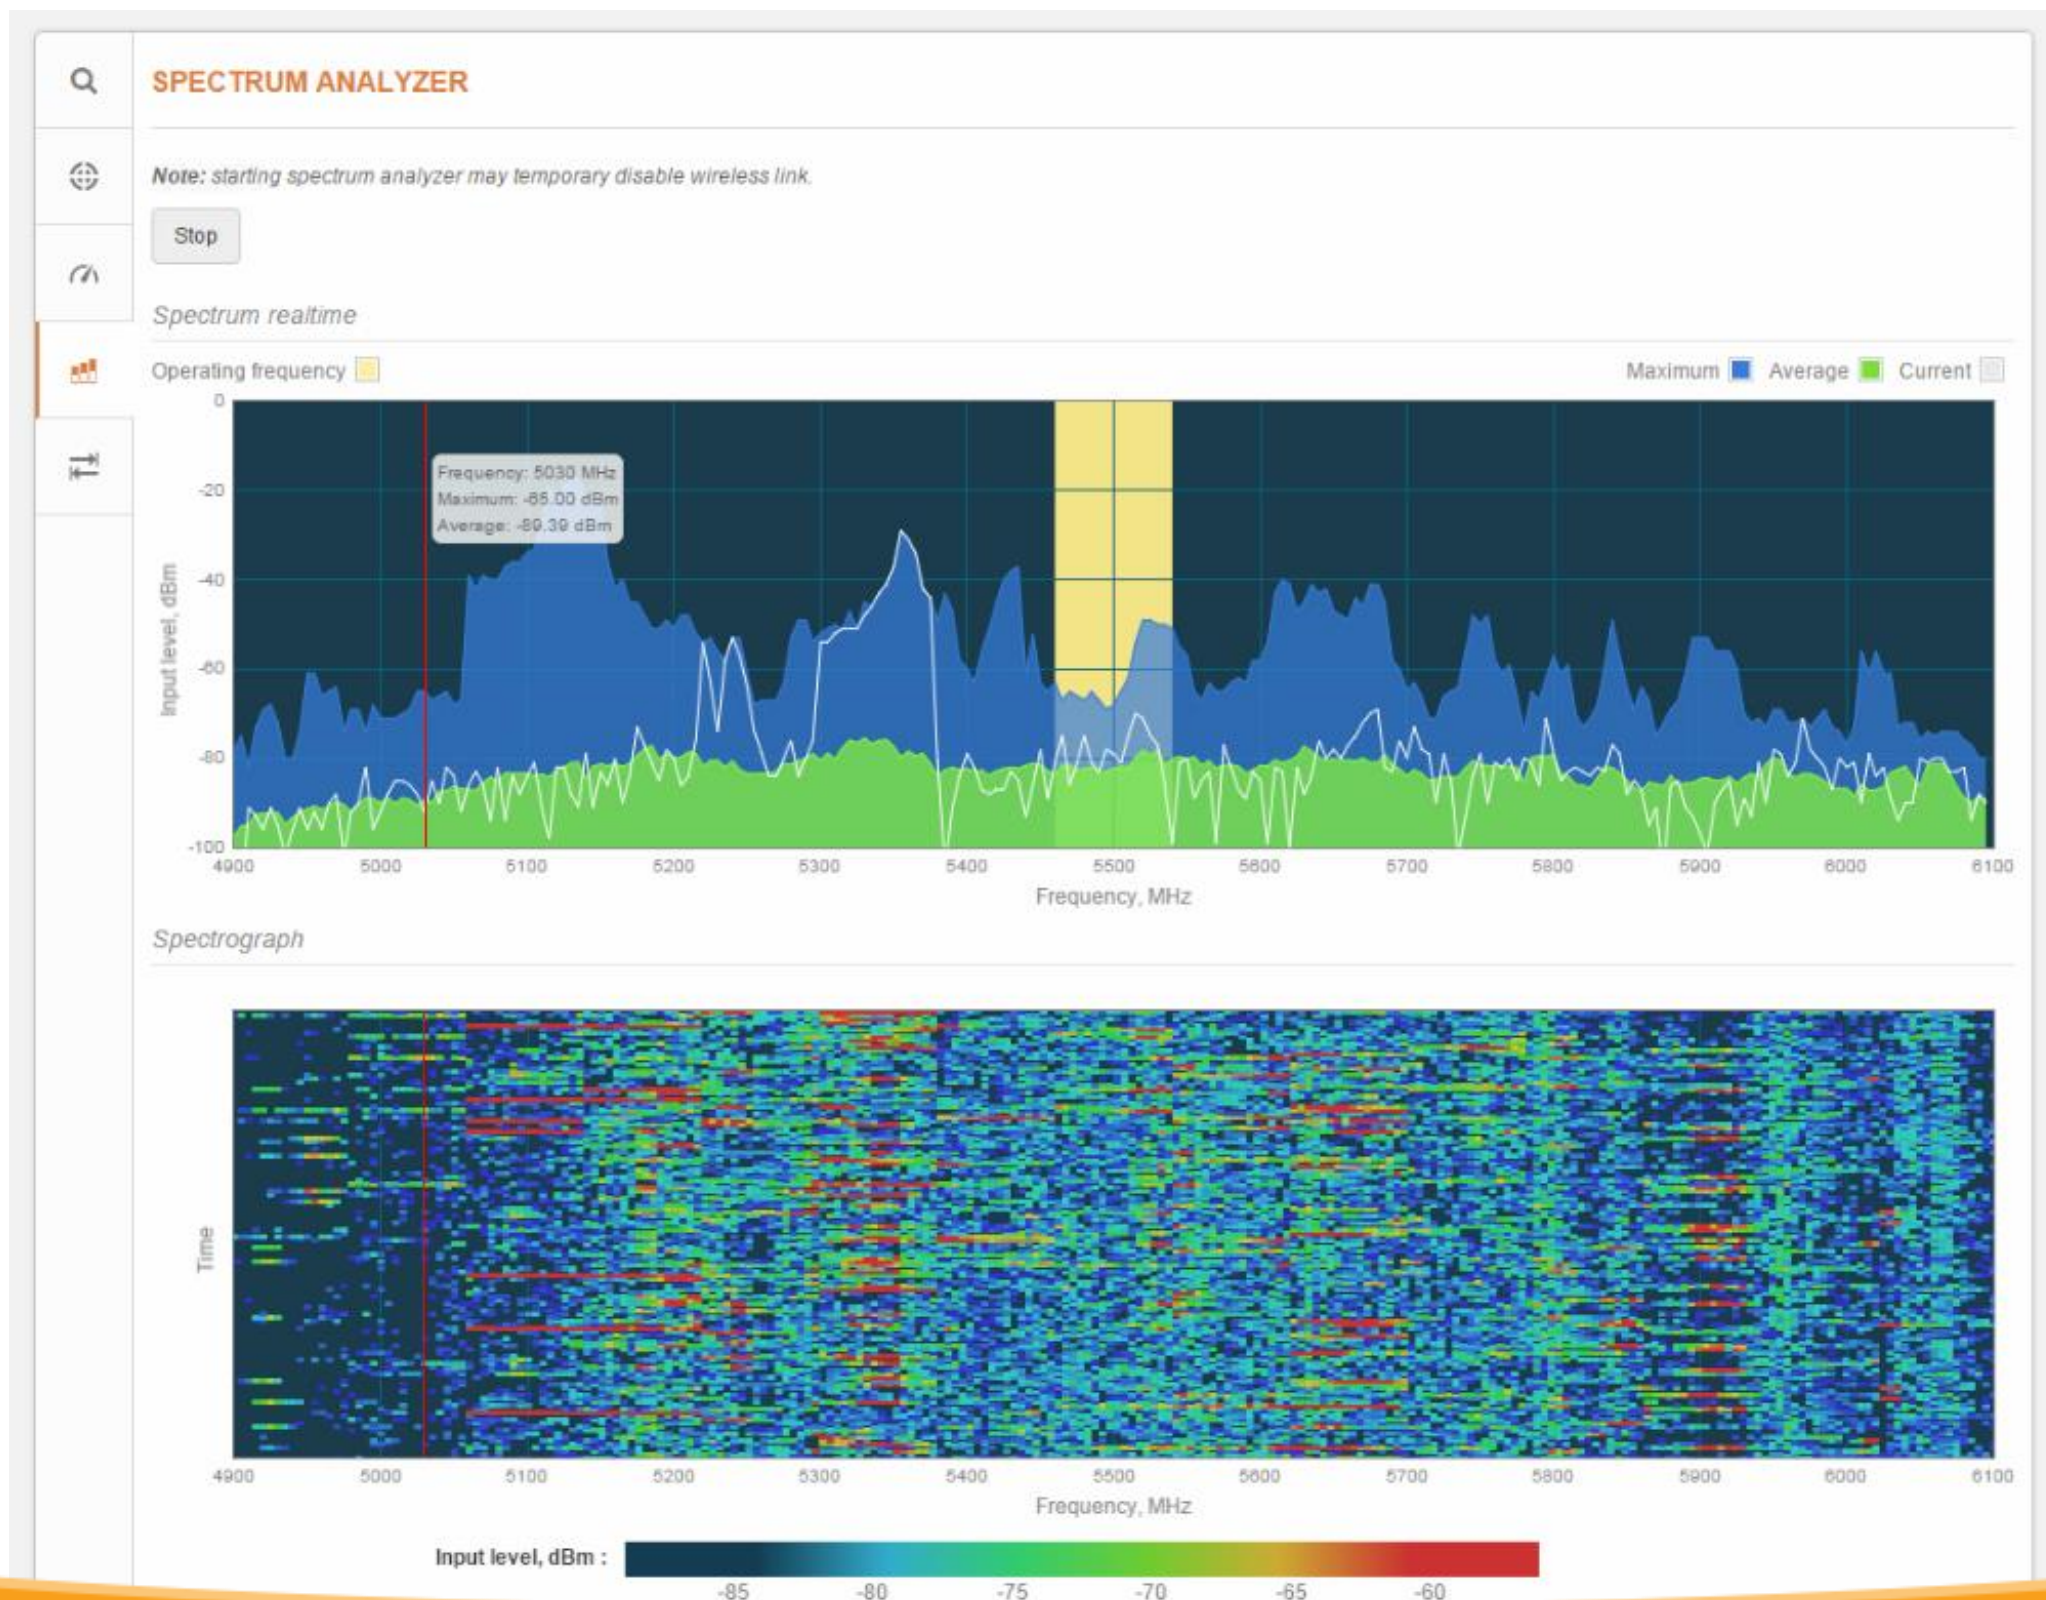 SPECTRUM ANALYZER
Note: starting spectrum analyzer may temporary disable wireless link.
Stop
Spectrum realtime
Operating frequency
Maximum Average Current
Frequency: 5030 MHz
Maximum: -65.00 dBm
Average: -89.39 dBm
Input level, dBm
0
-20
-40
-60
-80
-100
4900 5000 5100 5200 5300 5400 5500 5600 5700 5800 5900 6000 6100
Frequency, MHz
Spectrograph
Time
4900 5000 5100 5200 5300 5400 5500 5600 5700 5800 5900 6000 6100
Frequency, MHz
Input level, dBm :
-85 -80 -75 -70 -65 -60